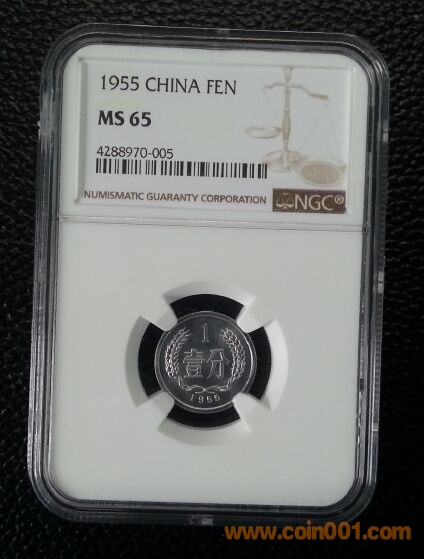 1955 CHINA FEN
MS 65
4288970-005
NUMISMATIC GUARANTY CORPORATION NGC®
1
壹分
1955
www.coin001.com